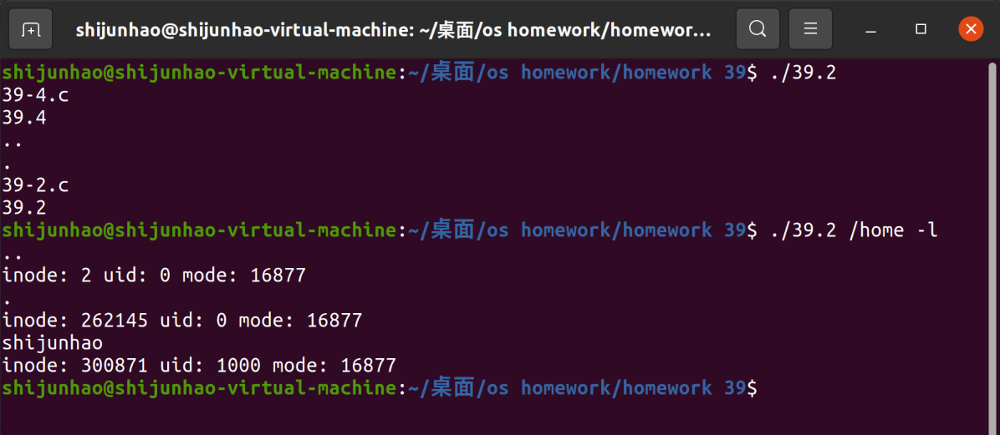 shijunhao@shijunhao-virtual-machine: ~/桌面/os homework/homewor...
shijunhao@shijunhao-virtual-machine:~/桌面/os homework/homework 39$ ./39.2
39-4.c
39.4
..
.
39-2.c
39.2
shijunhao@shijunhao-virtual-machine:~/桌面/os homework/homework 39$ ./39.2 /home -l
..
inode: 2 uid: 0 mode: 16877
.
inode: 262145 uid: 0 mode: 16877
shijunhao
inode: 300871 uid: 1000 mode: 16877
shijunhao@shijunhao-virtual-machine:~/桌面/os homework/homework 39$